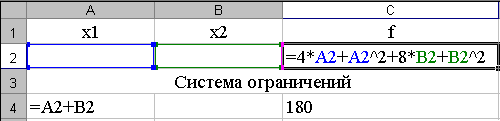 A B C
1 x1 x2 f
2 =4*A2+A2^2+8*B2+B2^2
3 Система ограничений
4 =A2+B2 180